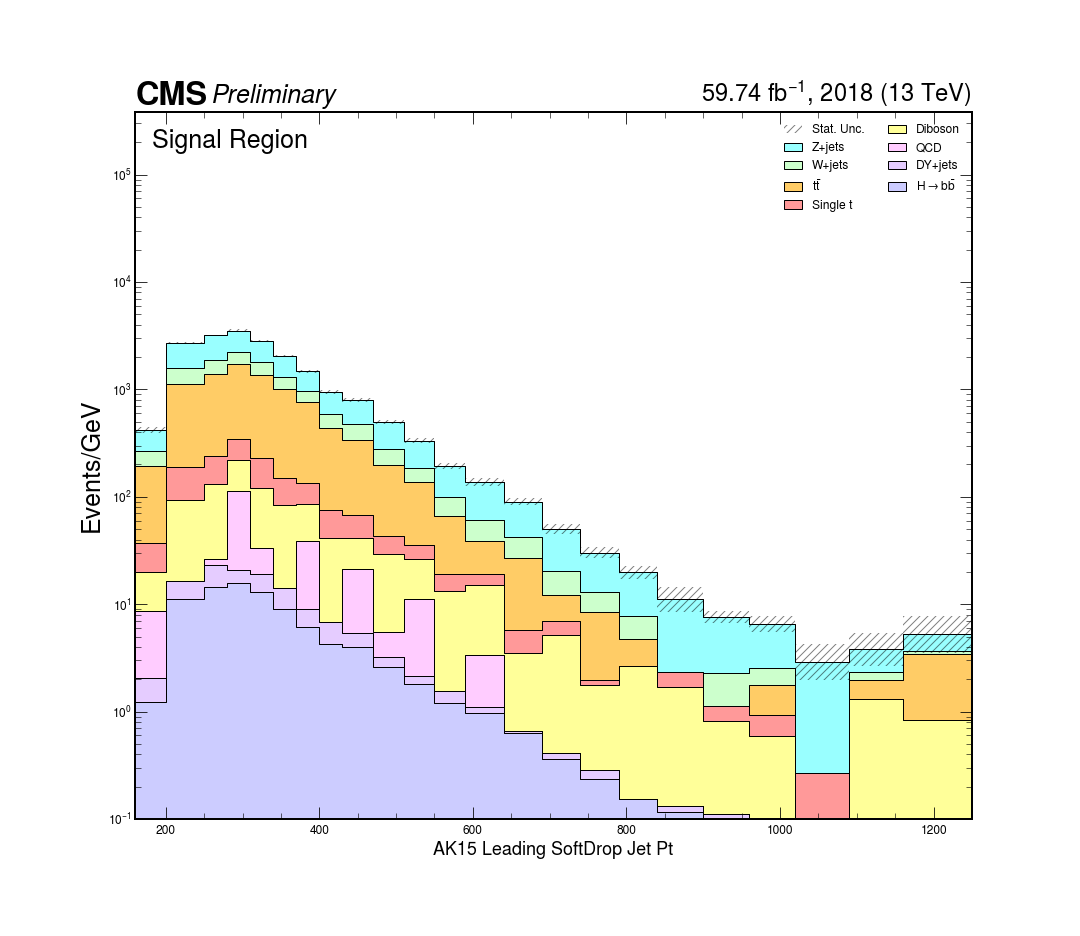 CMS Preliminary 59.74 fb⁻¹, 2018 (13 TeV)
Signal Region
Stat. Unc.
Z+jets
W+jets
tt̄
Single t
Diboson
QCD
DY+jets
H→bb̄
10⁵
10⁴
10³
10²
10¹
10⁰
10⁻¹
Events/GeV
200 400 600 800 1000 1200
AK15 Leading SoftDrop Jet Pt